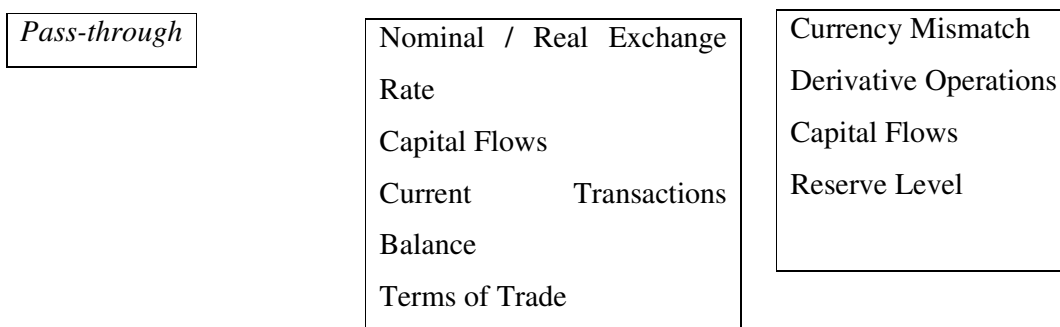 Pass-through
Nominal / Real Exchange
Rate
Capital Flows
Current Transactions
Balance
Terms of Trade
Currency Mismatch
Derivative Operations
Capital Flows
Reserve Level